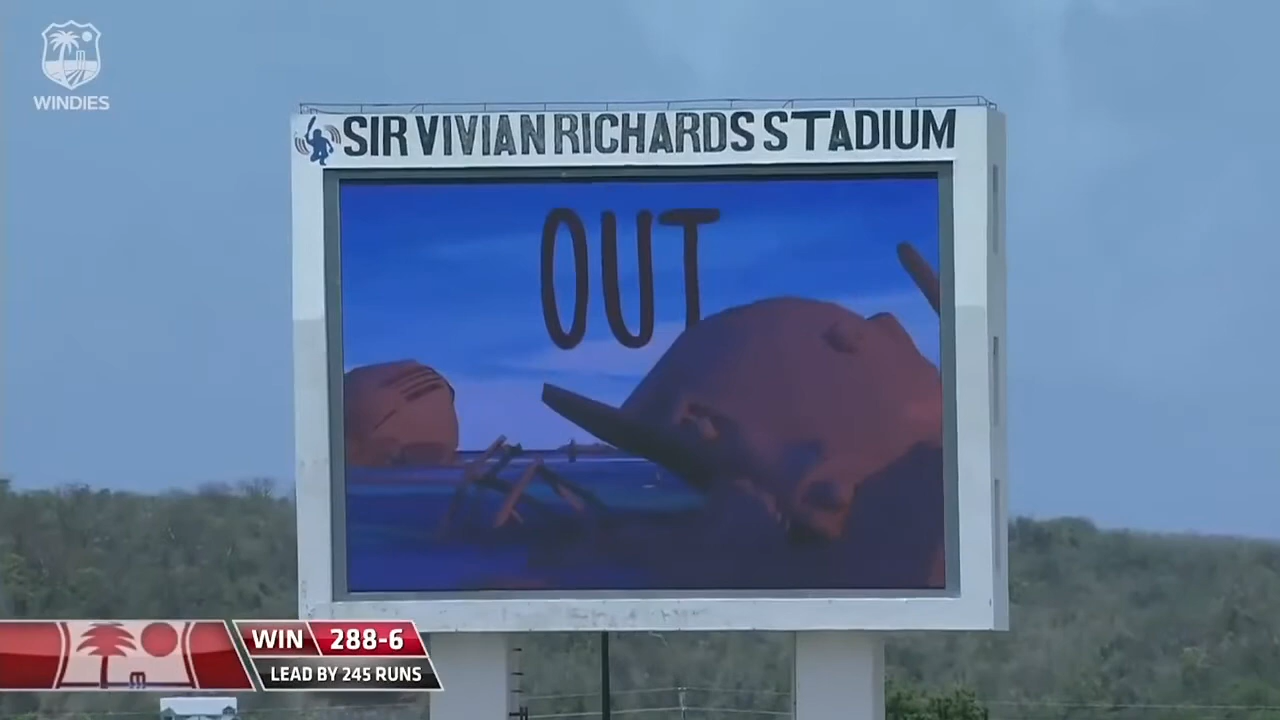 WINDIES
SIR VIVIAN RICHARDS STADIUM
OUT
WIN 288-6
LEAD BY 245 RUNS